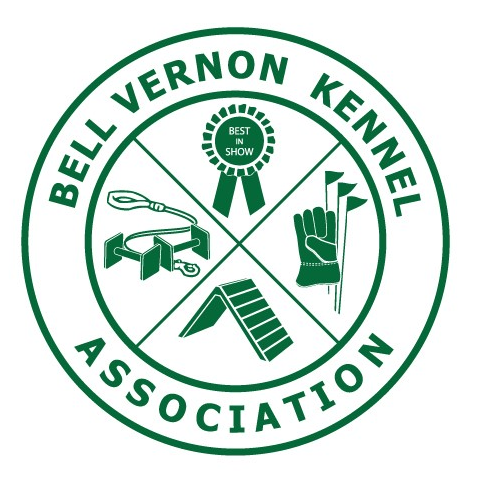 BELL VERNON KENNEL
ASSOCIATION
BEST
IN
SHOW